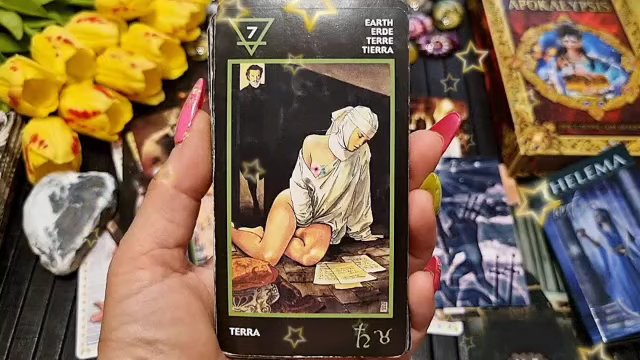 7
EARTH
ERDE
TERRE
TIERRA
APOKALYPSIS
HELEMA
TERRA
♄ ♉